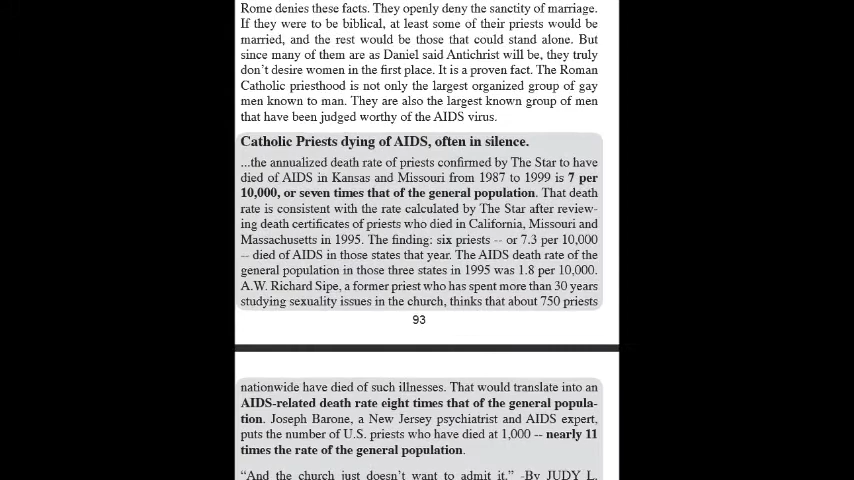 Rome denies these facts. They openly deny the sanctity of marriage.
If they were to be biblical, at least some of their priests would be
married, and the rest would be those that could stand alone. But
since many of them are as Daniel said Antichrist will be, they truly
don't desire women in the first place. It is a proven fact. The Roman
Catholic priesthood is not only the largest organized group of gay
men known to man. They are also the largest known group of men
that have been judged worthy of the AIDS virus.
Catholic Priests dying of AIDS, often in silence.
...the annualized death rate of priests confirmed by The Star to have
died of AIDS in Kansas and Missouri from 1987 to 1999 is 7 per
10,000, or seven times that of the general population. That death
rate is consistent with the rate calculated by The Star after review-
ing death certificates of priests who died in California, Missouri and
Massachusetts in 1995. The finding: six priests -- or 7.3 per 10,000
-- died of AIDS in those states that year. The AIDS death rate of the
general population in those three states in 1995 was 1.8 per 10,000.
A.W. Richard Sipe, a former priest who has spent more than 30 years
studying sexuality issues in the church, thinks that about 750 priests
93
nationwide have died of such illnesses. That would translate into an
AIDS-related death rate eight times that of the general popula-
tion. Joseph Barone, a New Jersey psychiatrist and AIDS expert,
puts the number of U.S. priests who have died at 1,000 -- nearly 11
times the rate of the general population.
“And the church just doesn't want to admit it.” -By JUDY L.